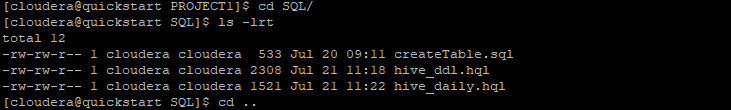 [cloudera@quickstart PROJECT1]$ cd SQL/
[cloudera@quickstart SQL]$ ls -lrt
total 12
-rw-rw-r-- 1 cloudera cloudera  533 Jul 20 09:11 createTable.sql
-rw-rw-r-- 1 cloudera cloudera 2308 Jul 21 11:18 hive_ddl.hql
-rw-rw-r-- 1 cloudera cloudera 1521 Jul 21 11:22 hive_daily.hql
[cloudera@quickstart SQL]$ cd ..